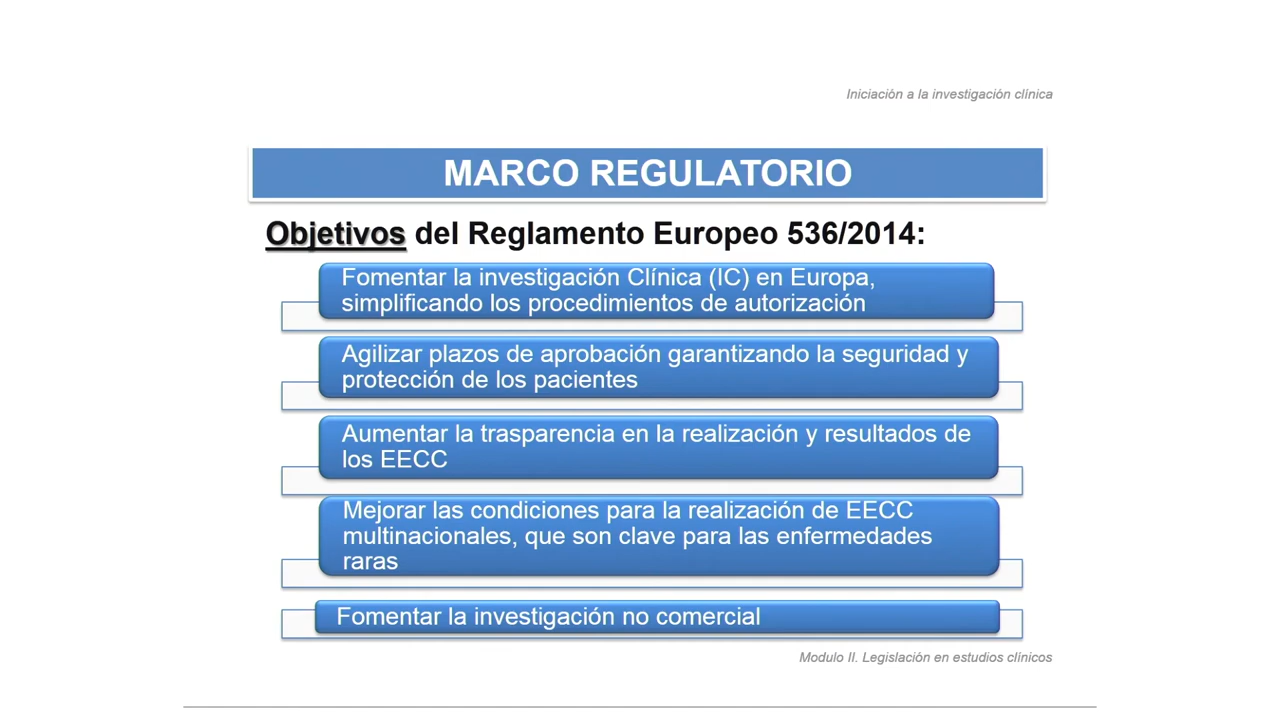 Iniciación a la investigación clínica
MARCO REGULATORIO
Objetivos del Reglamento Europeo 536/2014:
Fomentar la investigación Clínica (IC) en Europa,
simplificando los procedimientos de autorización
Agilizar plazos de aprobación garantizando la seguridad y
protección de los pacientes
Aumentar la trasparencia en la realización y resultados de
los EECC
Mejorar las condiciones para la realización de EECC
multinacionales, que son clave para las enfermedades
raras
Fomentar la investigación no comercial
Modulo II. Legislación en estudios clínicos